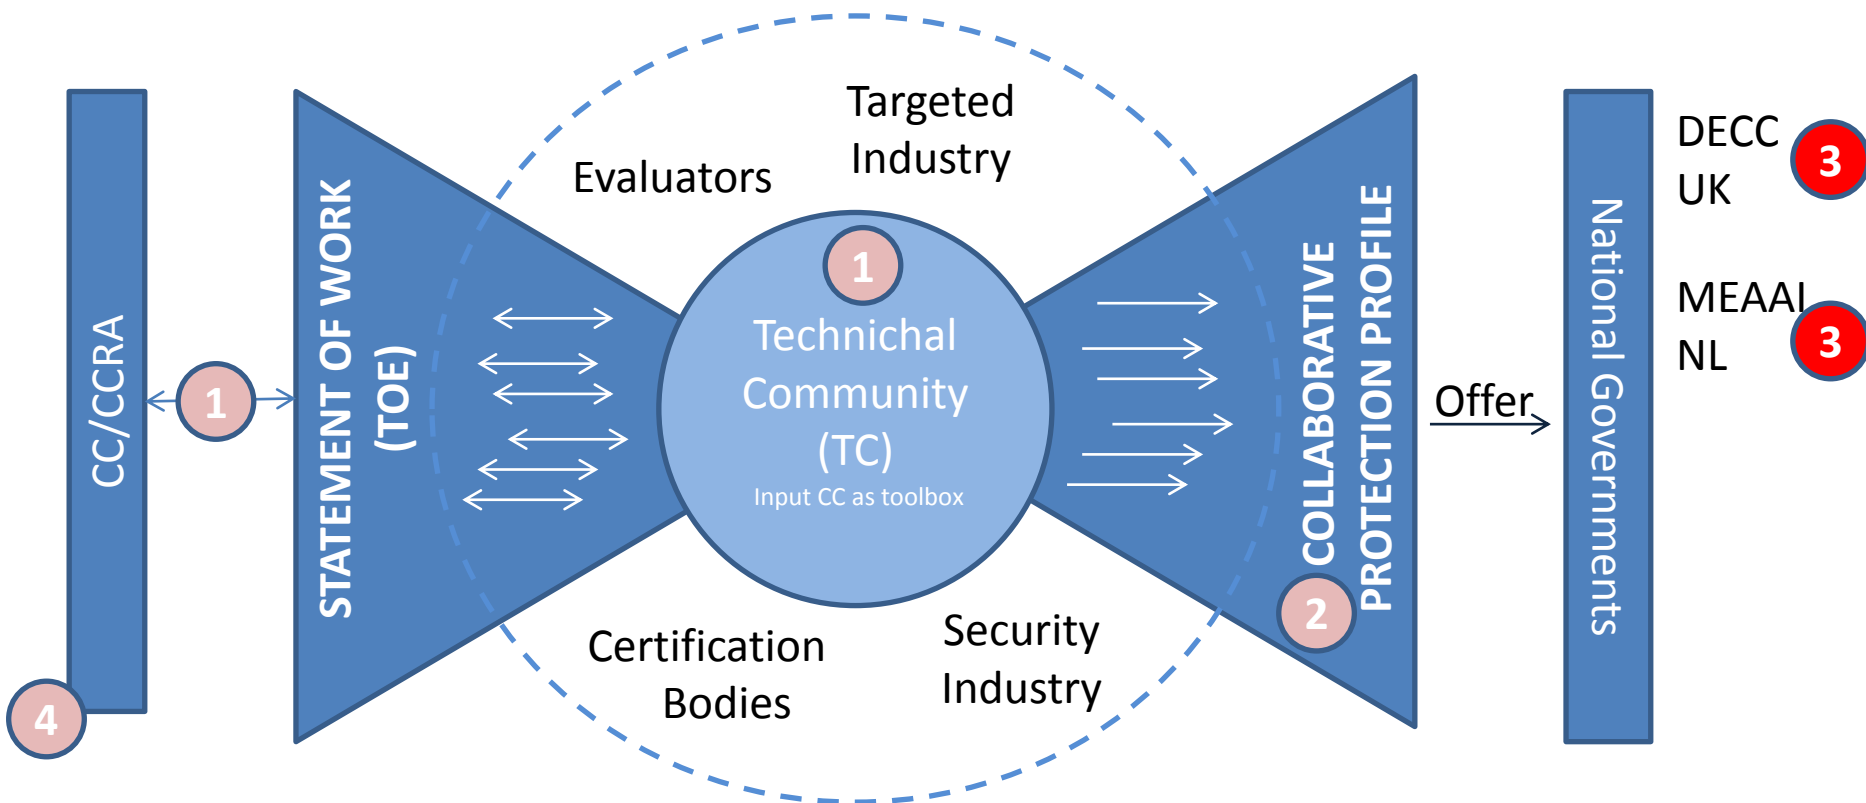 CC/CCRA
4
1
STATEMENT OF WORK
(TOE)
Evaluators
Targeted
Industry
1
Technichal
Community
(TC)
Input CC as toolbox
Certification
Bodies
Security
Industry
COLLABORATIVE
PROTECTION PROFILE
2
Offer
National Governments
DECC
UK
3
MEAAI
NL
3